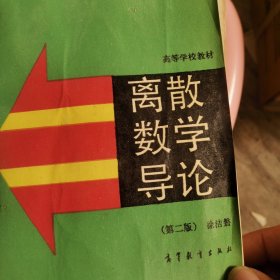 高等学校教材
离散
数学
导论
(第二版) 徐洁磐
高等教育出版社